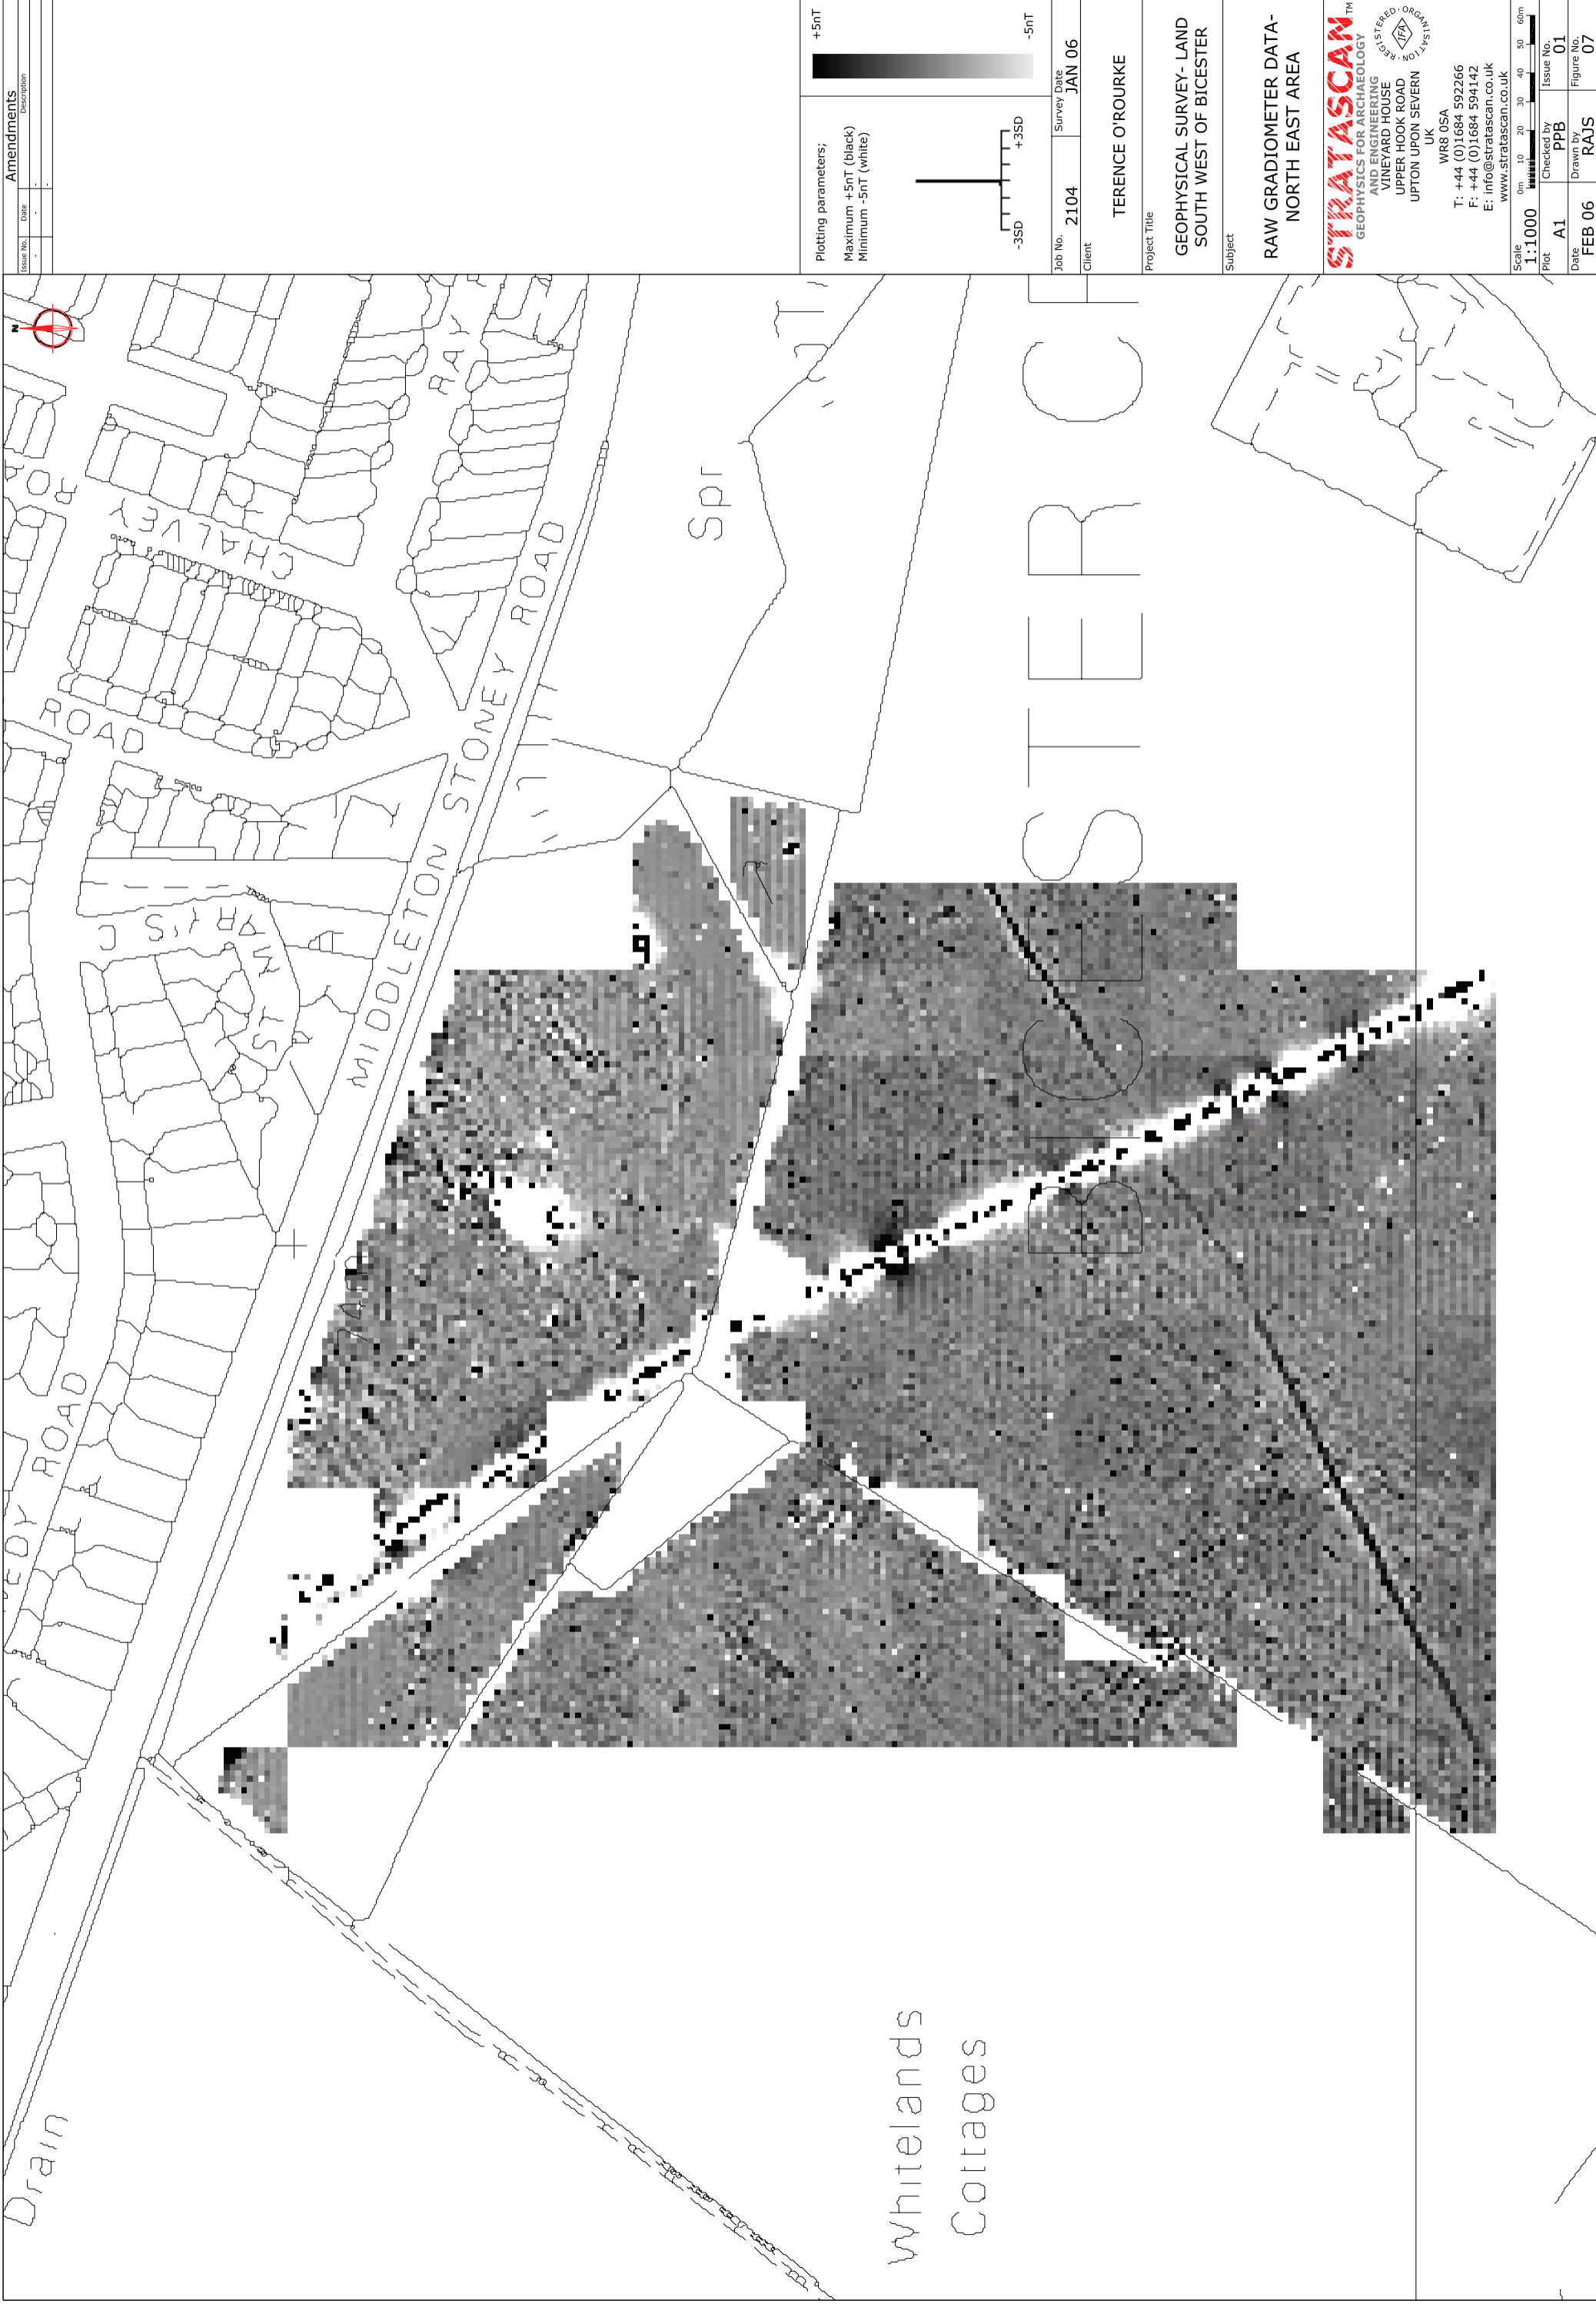 Amendments
Issue No. Date Description
- - -
-
Plotting parameters;
Maximum +5nT (black)
Minimum -5nT (white)
+5nT
-5nT
-3SD +3SD
Job No. 2104
Survey Date JAN 06
Client
TERENCE O'ROURKE
Project Title
GEOPHYSICAL SURVEY- LAND
SOUTH WEST OF BICESTER
Subject
RAW GRADIOMETER DATA-
NORTH EAST AREA
STRATASCAN TM
GEOPHYSICS FOR ARCHAEOLOGY
AND ENGINEERING
VINEYARD HOUSE
UPPER HOOK ROAD
UPTON UPON SEVERN
UK
WR8 0SA
T: +44 (0)1684 592266
F: +44 (0)1684 594142
E: info@stratascan.co.uk
www.stratascan.co.uk
REGISTERED · ORGANISATION · IFA
Scale 1:1000
0m 10 20 30 40 50 60m
Plot A1
Checked by PPB
Issue No. 01
Date FEB 06
Drawn by RAJS
Figure No. 07
N
Drain
ROAD
ROAD
MIDDLETON STONEY ROAD
ST MARY'S C
CHALVEY
RAY
Spr
BICESTER C
Whitelands
Cottages